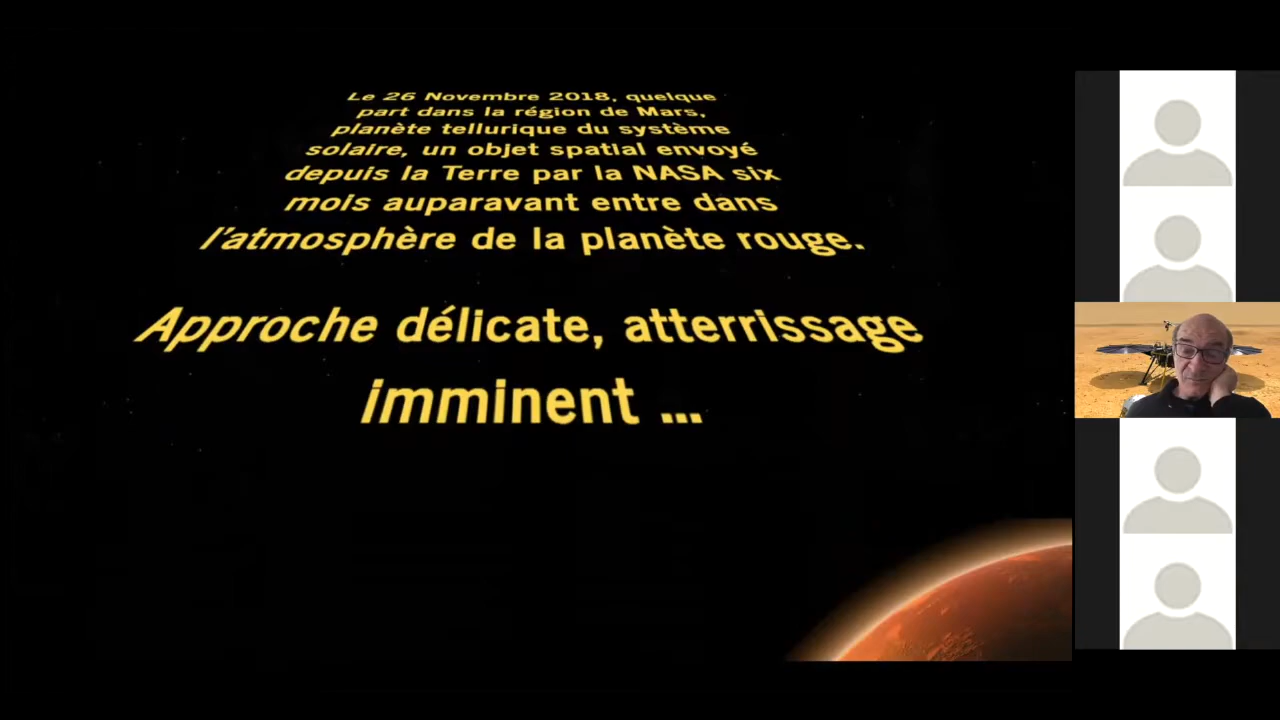 Le 26 Novembre 2018, quelque
part dans la région de Mars,
planète tellurique du système
solaire, un objet spatial envoyé
depuis la Terre par la NASA six
mois auparavant entre dans
l'atmosphère de la planète rouge.
Approche délicate, atterrissage
imminent ...